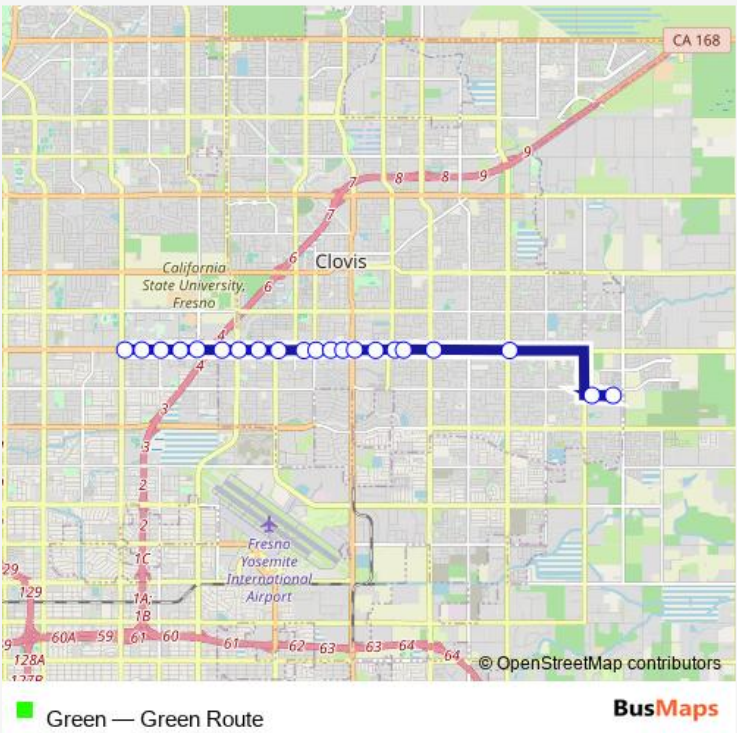 CA 168
9
7
8
8
9
7
6
Clovis
California
State University,
Fresno
6
4
4
3
3
2
2
Fresno
Yosemite
International
Airport
1C
29
129
1A;
1B
9
60A
59
61
60
61
62
63
63
64
64
128A
127B
© OpenStreetMap contributors
Green — Green Route
BusMaps